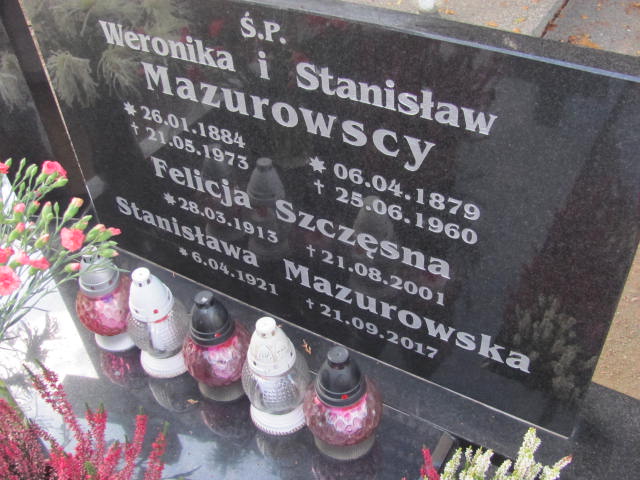 Ś.P.
Weronika i Stanisław
Mazurowscy
* 26.01.1884 * 06.04.1879
† 21.05.1973 † 25.06.1960
Felicja Szczęsna
* 28.03.1913 † 21.08.2001
Stanisława Mazurowska
* 6.04.1921 † 21.09.2017